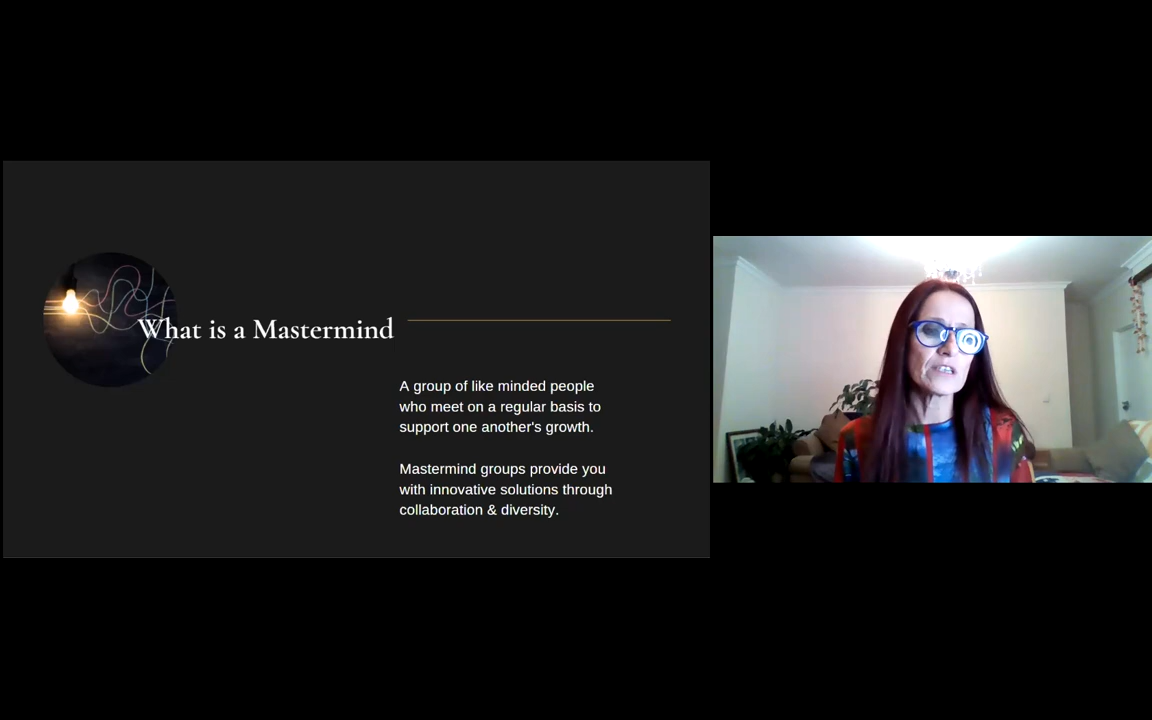 What is a Mastermind
A group of like minded people
who meet on a regular basis to
support one another's growth.
Mastermind groups provide you
with innovative solutions through
collaboration & diversity.